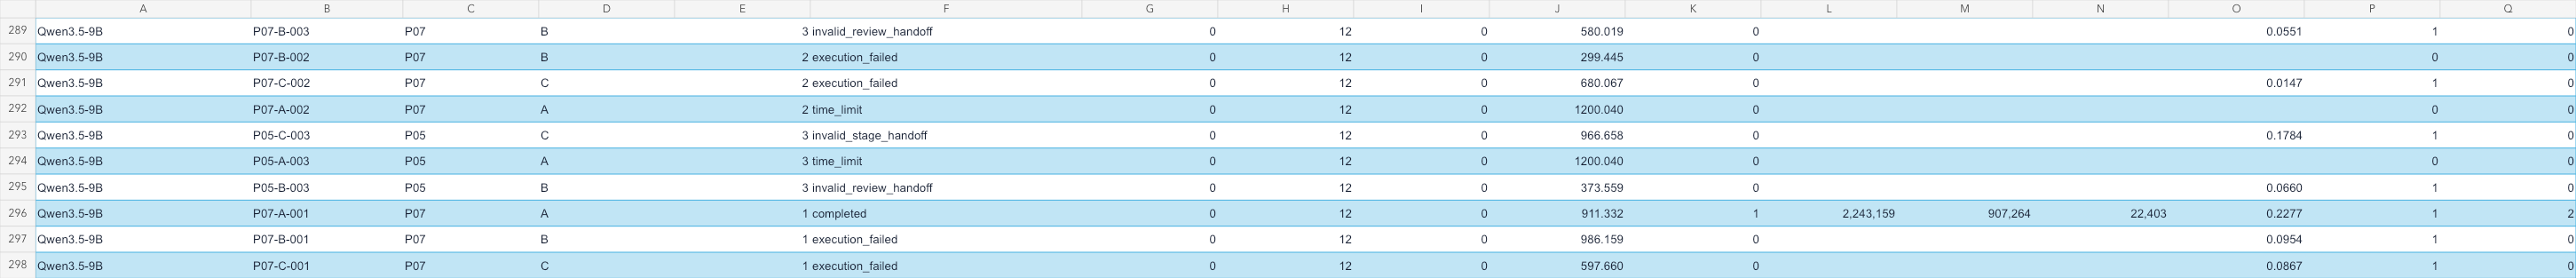 A B C D E F G H I J K L M N O P Q
289 Qwen3.5-9B P07-B-003 P07 B 3 invalid_review_handoff 0 12 0 580.019 0 0.0551 1 0
290 Qwen3.5-9B P07-B-002 P07 B 2 execution_failed 0 12 0 299.445 0 0 0
291 Qwen3.5-9B P07-C-002 P07 C 2 execution_failed 0 12 0 680.067 0 0.0147 1 0
292 Qwen3.5-9B P07-A-002 P07 A 2 time_limit 0 12 0 1200.040 0 0 0
293 Qwen3.5-9B P05-C-003 P05 C 3 invalid_stage_handoff 0 12 0 966.658 0 0.1784 1 0
294 Qwen3.5-9B P05-A-003 P05 A 3 time_limit 0 12 0 1200.040 0 0 0
295 Qwen3.5-9B P05-B-003 P05 B 3 invalid_review_handoff 0 12 0 373.559 0 0.0660 1 0
296 Qwen3.5-9B P07-A-001 P07 A 1 completed 0 12 0 911.332 1 2,243,159 907,264 22,403 0.2277 1 2
297 Qwen3.5-9B P07-B-001 P07 B 1 execution_failed 0 12 0 986.159 0 0.0954 1 0
298 Qwen3.5-9B P07-C-001 P07 C 1 execution_failed 0 12 0 597.660 0 0.0867 1 0